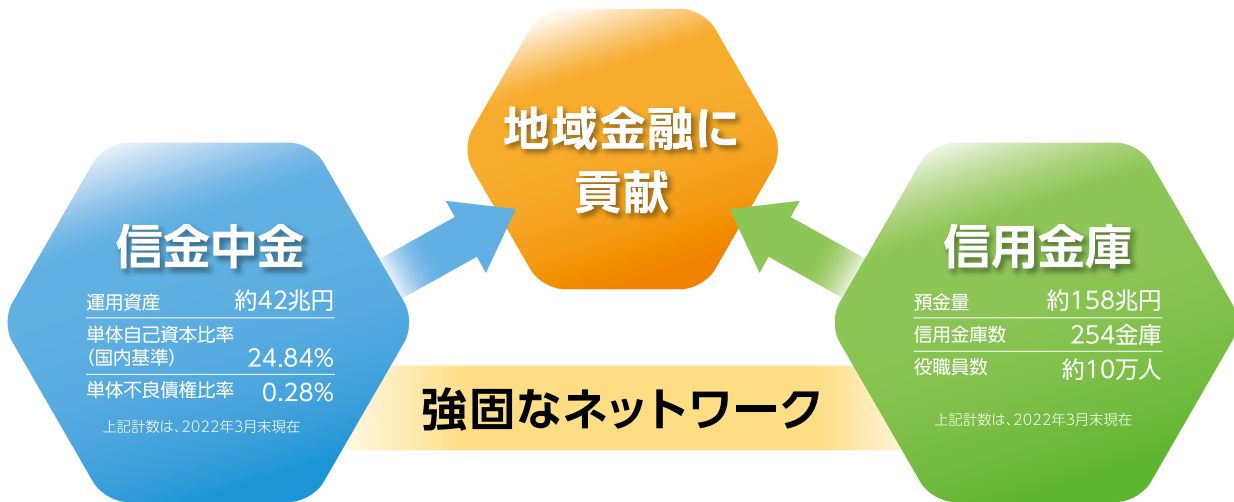 地域金融に
貢献
信金中金
運用資産 約42兆円
単体自己資本比率
(国内基準) 24.84%
単体不良債権比率 0.28%
上記計数は、2022年3月末現在
信用金庫
預金量 約158兆円
信用金庫数 254金庫
役職員数 約10万人
上記計数は、2022年3月末現在
強固なネットワーク